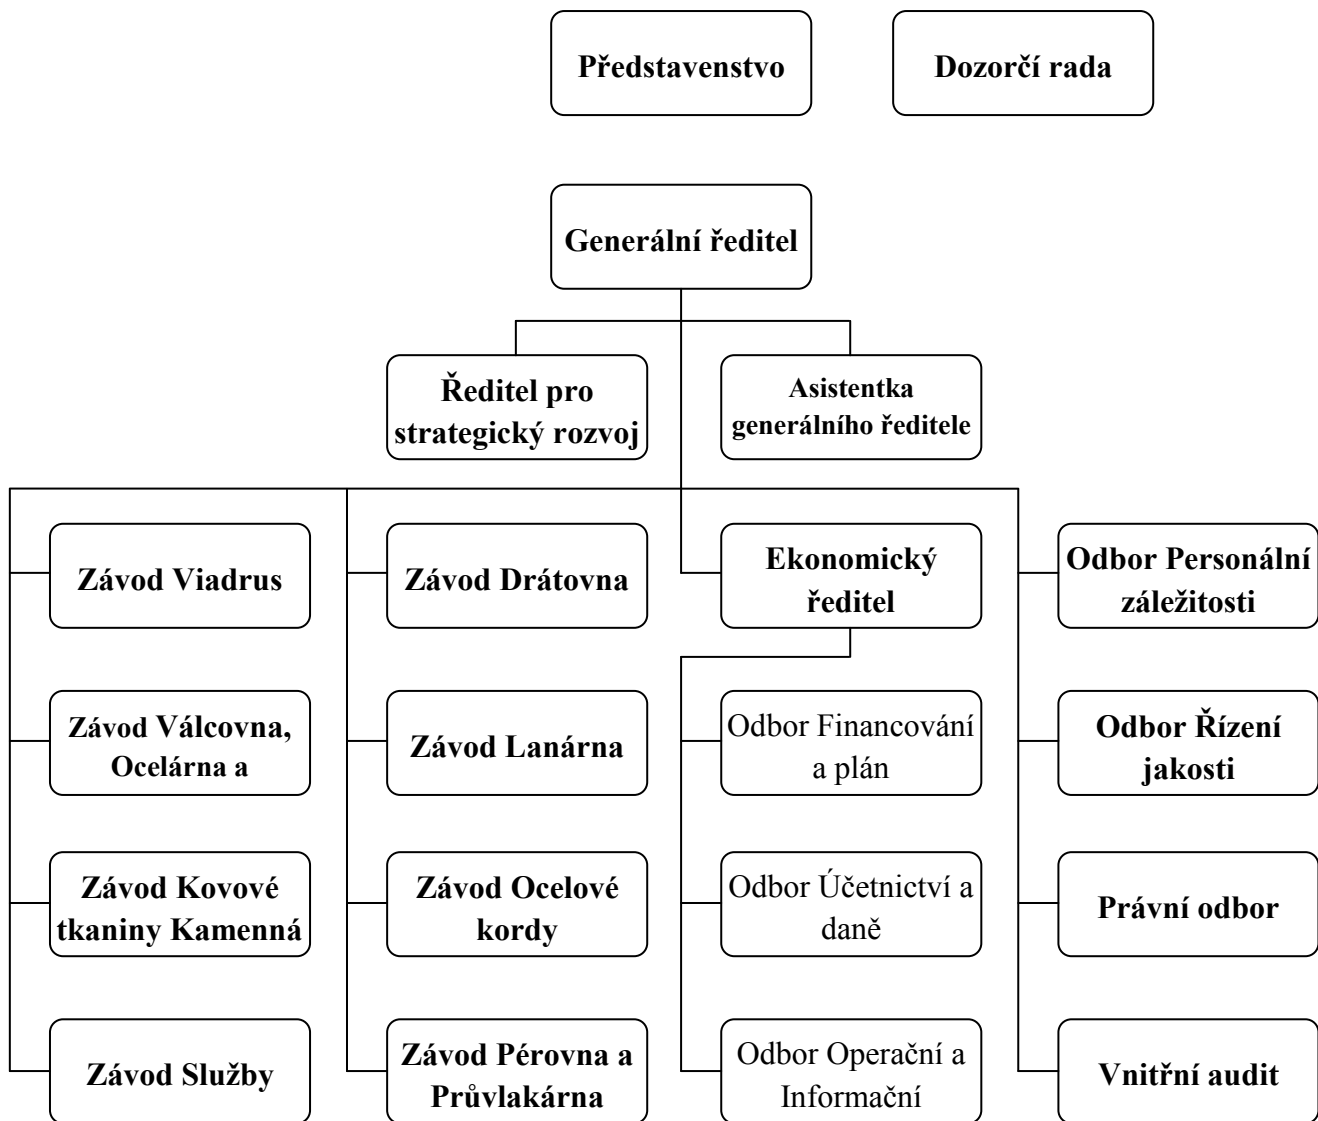 Představenstvo
Dozorčí rada
Generální ředitel
Ředitel pro
strategický rozvoj
Asistentka
generálního ředitele
Závod Viadrus
Závod Drátovna
Ekonomický
ředitel
Odbor Personální
záležitosti
Závod Válcovna,
Ocelárna a
Závod Lanárna
Odbor Financování
a plán
Odbor Řízení
jakosti
Závod Kovové
tkaniny Kamenná
Závod Ocelové
kordy
Odbor Účetnictví a
daně
Právní odbor
Závod Služby
Závod Pérovna a
Průvlakárna
Odbor Operační a
Informační
Vnitřní audit